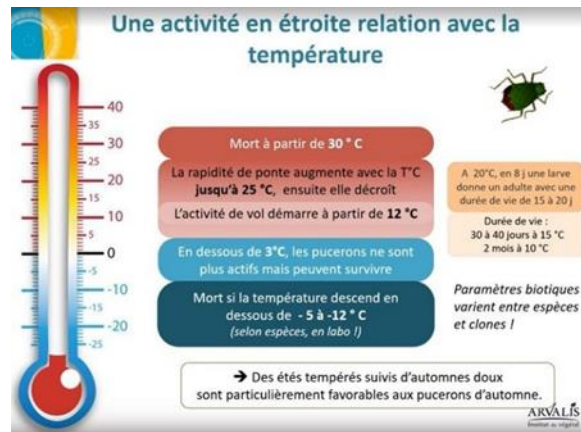 Une activité en étroite relation avec la
température
40
35
30
25
20
15
10
5
0
-5
-10
-15
-20
-25
Mort à partir de 30 ° C
La rapidité de ponte augmente avec la T°C
jusqu'à 25 °C, ensuite elle décroît
L'activité de vol démarre à partir de 12 °C
En dessous de 3°C, les pucerons ne sont
plus actifs mais peuvent survivre
Mort si la température descend en
dessous de - 5 à -12 ° C
(selon espèces, en labo !)
A 20°C, en 8 j une larve
donne un adulte avec une
durée de vie de 15 à 20 j
Durée de vie :
30 à 40 jours à 15 °C
2 mois à 10 °C
Paramètres biotiques
varient entre espèces
et clones !
➔ Des étés tempérés suivis d'automnes doux
sont particulièrement favorables aux pucerons d'automne.
ARVALIS
Institut du végétal